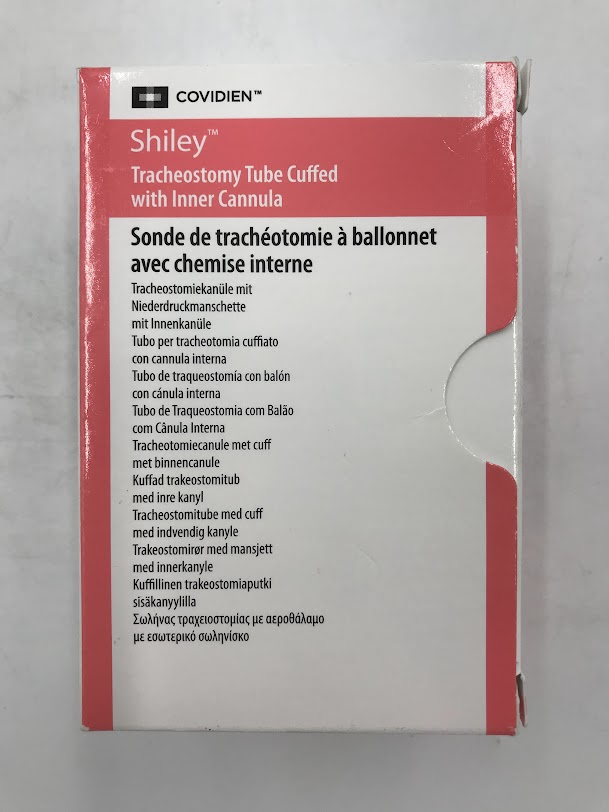 COVIDIEN™
Shiley™
Tracheostomy Tube Cuffed
with Inner Cannula
Sonde de trachéotomie à ballonnet
avec chemise interne
Tracheostomiekanüle mit
Niederdruckmanschette
mit Innenkanüle
Tubo per tracheotomia cuffiato
con cannula interna
Tubo de traqueostomía con balón
con cánula interna
Tubo de Traqueostomia com Balão
com Cânula Interna
Tracheotomiecanule met cuff
met binnencanule
Kuffad trakeostomitub
med inre kanyl
Tracheostomitube med cuff
med indvendig kanyle
Trakeostomirør med mansjett
med innerkanyle
Kuffillinen trakeostomiaputki
sisäkanyylilla
Σωλήνας τραχειοστομίας με αεροθάλαμο
με εσωτερικό σωληνίσκο